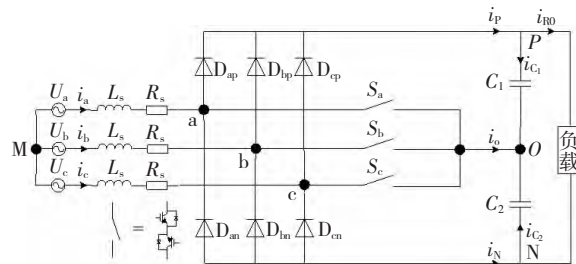 i_P
i_R0
P
D_ap D_bp D_cp
i_C1
C_1
U_a i_a L_s R_s
a
S_a
U_b i_b L_s R_s
S_b
M
b
i_o
O
负载
U_c i_c L_s R_s
S_c
c
C_2
=
D_an D_bn D_cn
i_C2
i_N
N